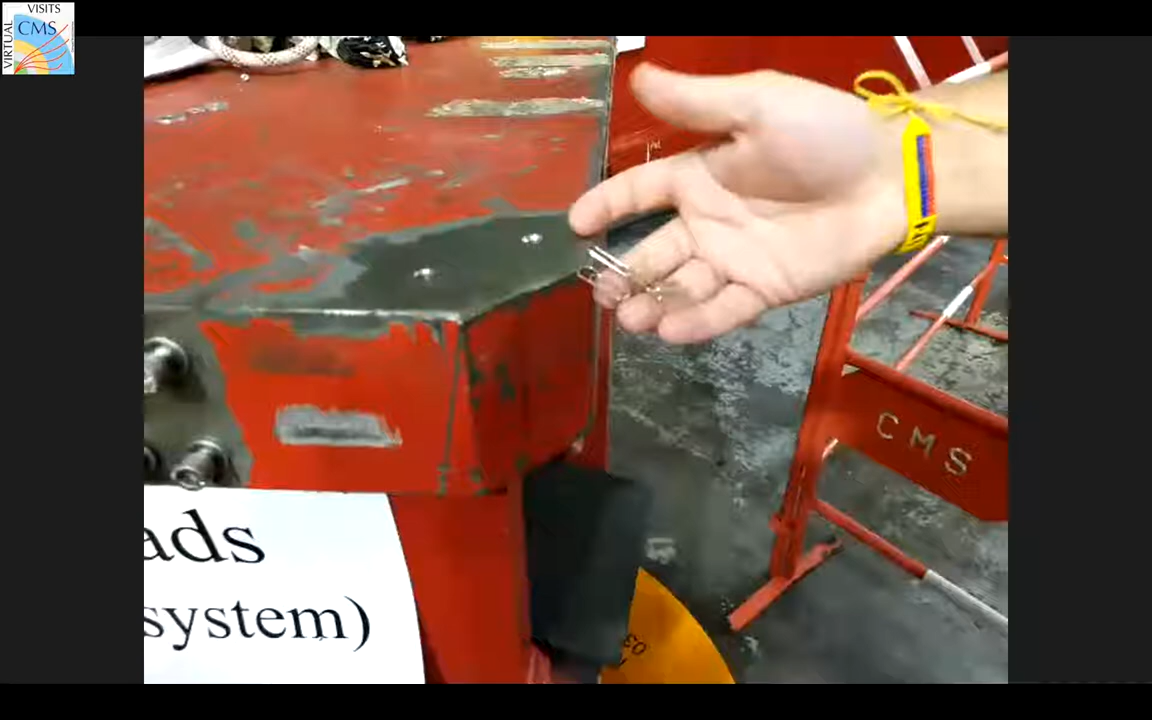 VISITS
VIRTUAL
CMS
CMS
ads
system)